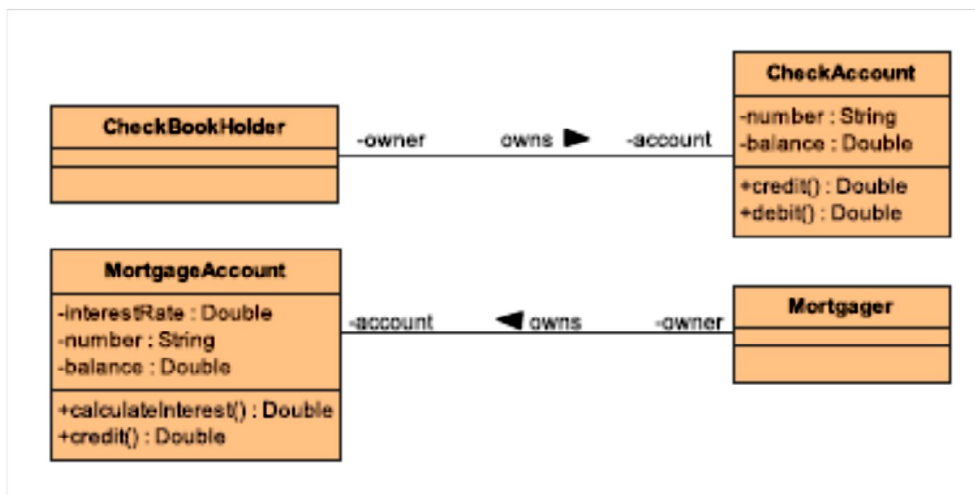 CheckBookHolder
-owner owns -account
CheckAccount
-number : String
-balance : Double
+credit() : Double
+debit() : Double
MortgageAccount
-interestRate : Double
-number : String
-balance : Double
+calculateInterest() : Double
+credit() : Double
-account owns -owner
Mortgager